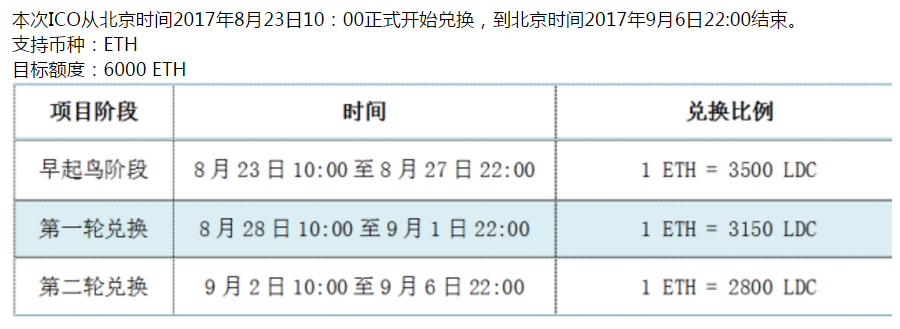 本次ICO从北京时间2017年8月23日10：00正式开始兑换，到北京时间2017年9月6日22:00结束。
支持币种：ETH
目标额度：6000 ETH
项目阶段 时间 兑换比例
早起鸟阶段 8月23日10:00至8月27日22:00 1 ETH = 3500 LDC
第一轮兑换 8月28日10:00至9月1日22:00 1 ETH = 3150 LDC
第二轮兑换 9月2日10:00至9月6日22:00 1 ETH = 2800 LDC